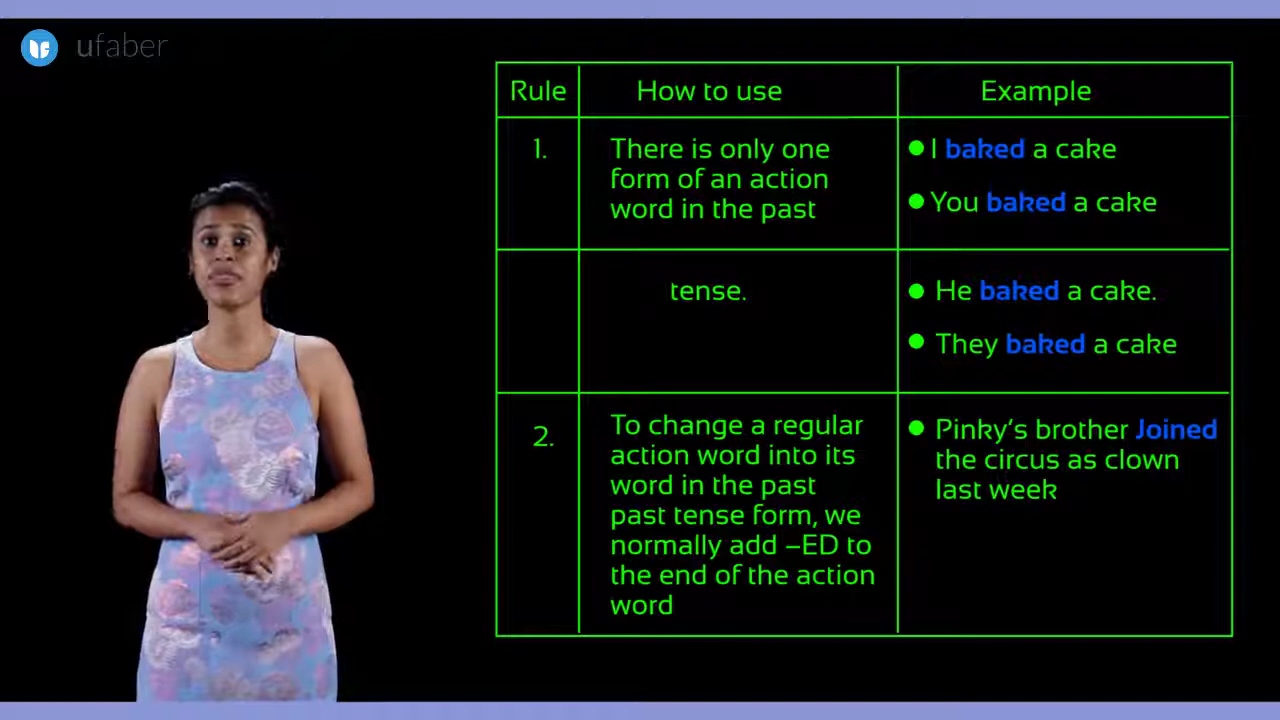 ufaber
Rule How to use Example
1. There is only one
form of an action
word in the past
● I baked a cake
● You baked a cake
tense.
● He baked a cake.
● They baked a cake
2. To change a regular
action word into its
word in the past
past tense form, we
normally add –ED to
the end of the action
word
● Pinky's brother Joined
the circus as clown
last week